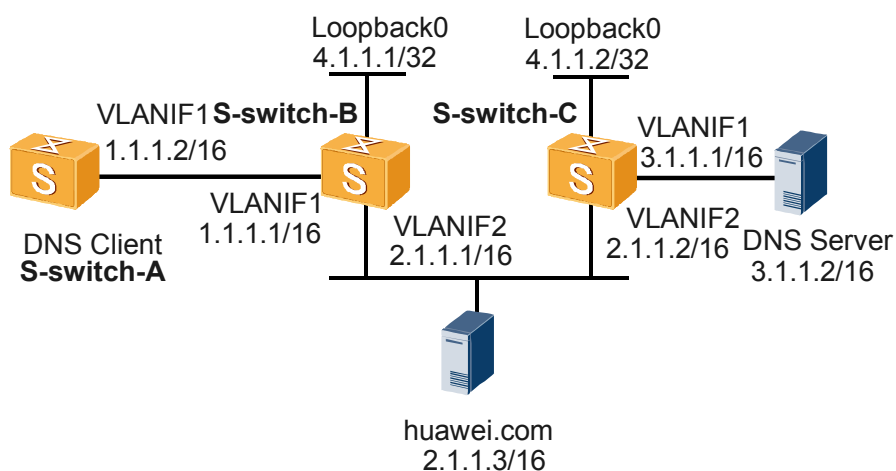 Loopback0
4.1.1.1/32
Loopback0
4.1.1.2/32
VLANIF1
1.1.1.2/16
S-switch-B
S-switch-C
VLANIF1
3.1.1.1/16
S
S
S
VLANIF1
1.1.1.1/16
VLANIF2
2.1.1.1/16
VLANIF2
2.1.1.2/16
DNS Client
S-switch-A
DNS Server
3.1.1.2/16
huawei.com
2.1.1.3/16